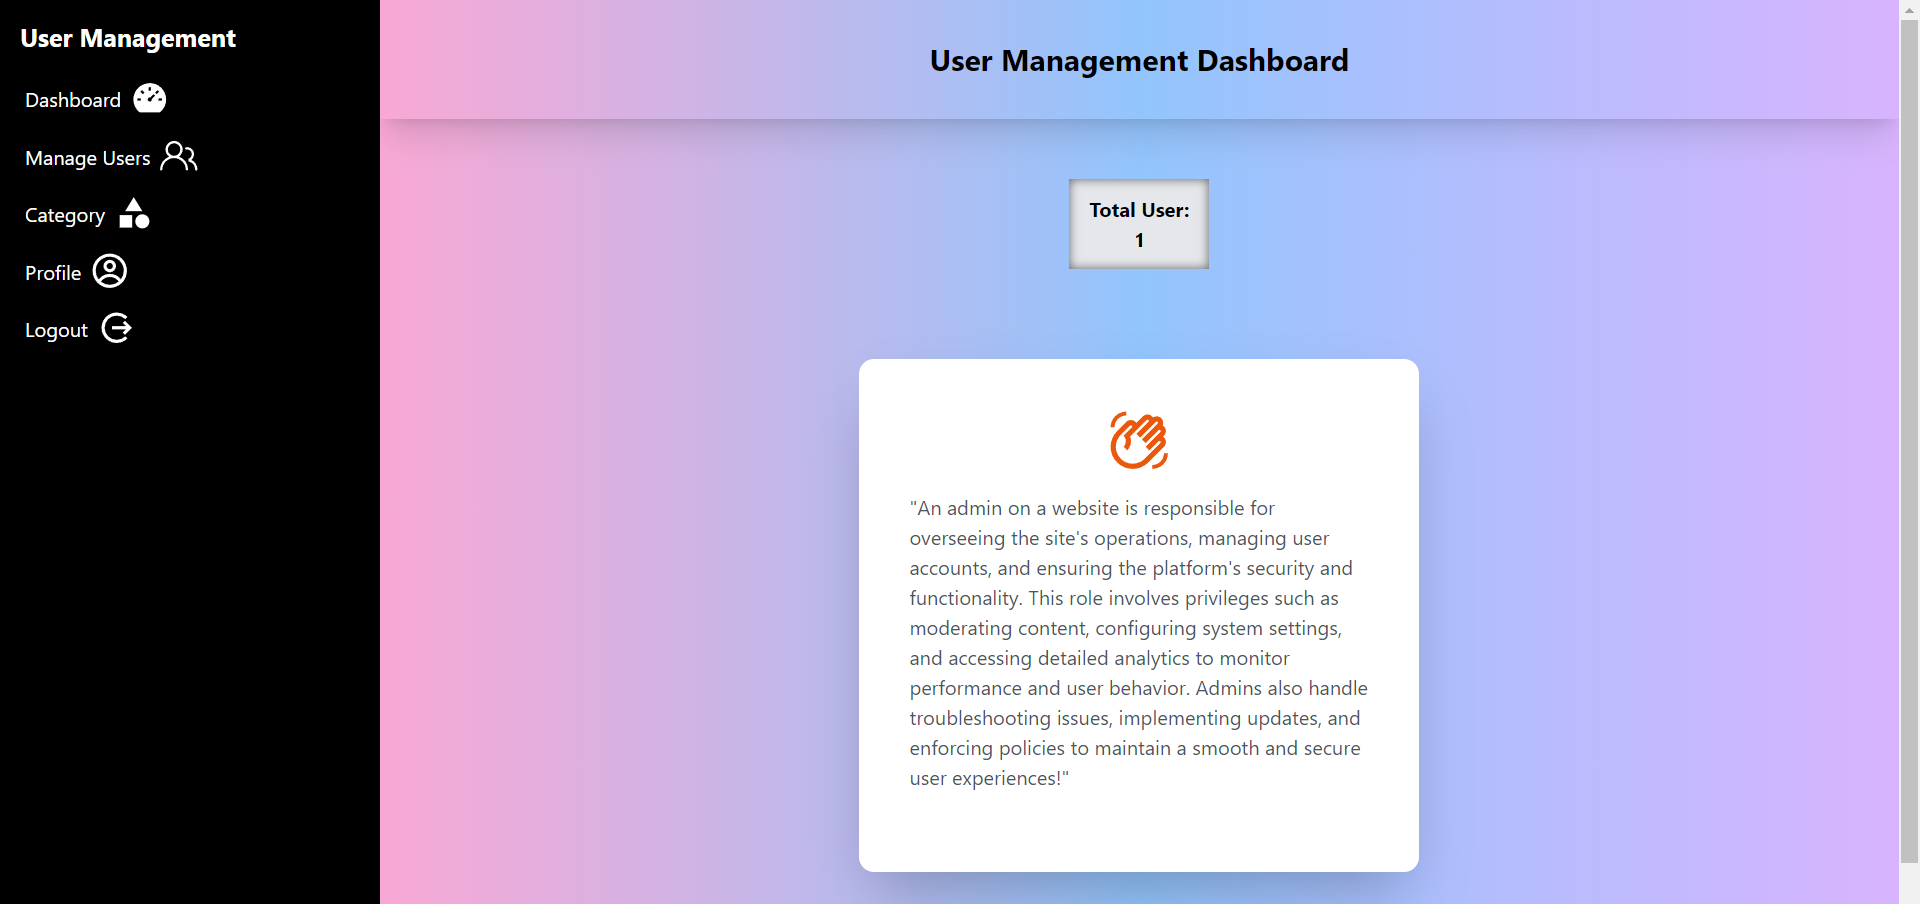 User Management
Dashboard
Manage Users
Category
Profile
Logout
User Management Dashboard
Total User:
1
"An admin on a website is responsible for
overseeing the site's operations, managing user
accounts, and ensuring the platform's security and
functionality. This role involves privileges such as
moderating content, configuring system settings,
and accessing detailed analytics to monitor
performance and user behavior. Admins also handle
troubleshooting issues, implementing updates, and
enforcing policies to maintain a smooth and secure
user experiences!"